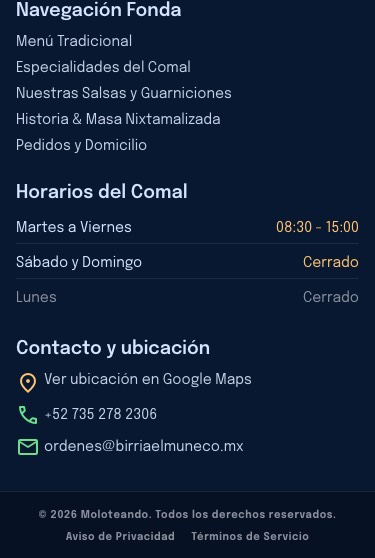 Navegación Fonda
Menú Tradicional
Especialidades del Comal
Nuestras Salsas y Guarniciones
Historia & Masa Nixtamalizada
Pedidos y Domicilio
Horarios del Comal
Martes a Viernes 08:30 - 15:00
Sábado y Domingo Cerrado
Lunes Cerrado
Contacto y ubicación
Ver ubicación en Google Maps
+52 735 278 2306
ordenes@birriaelmuneco.mx
© 2026 Moloteando. Todos los derechos reservados.
Aviso de Privacidad Términos de Servicio